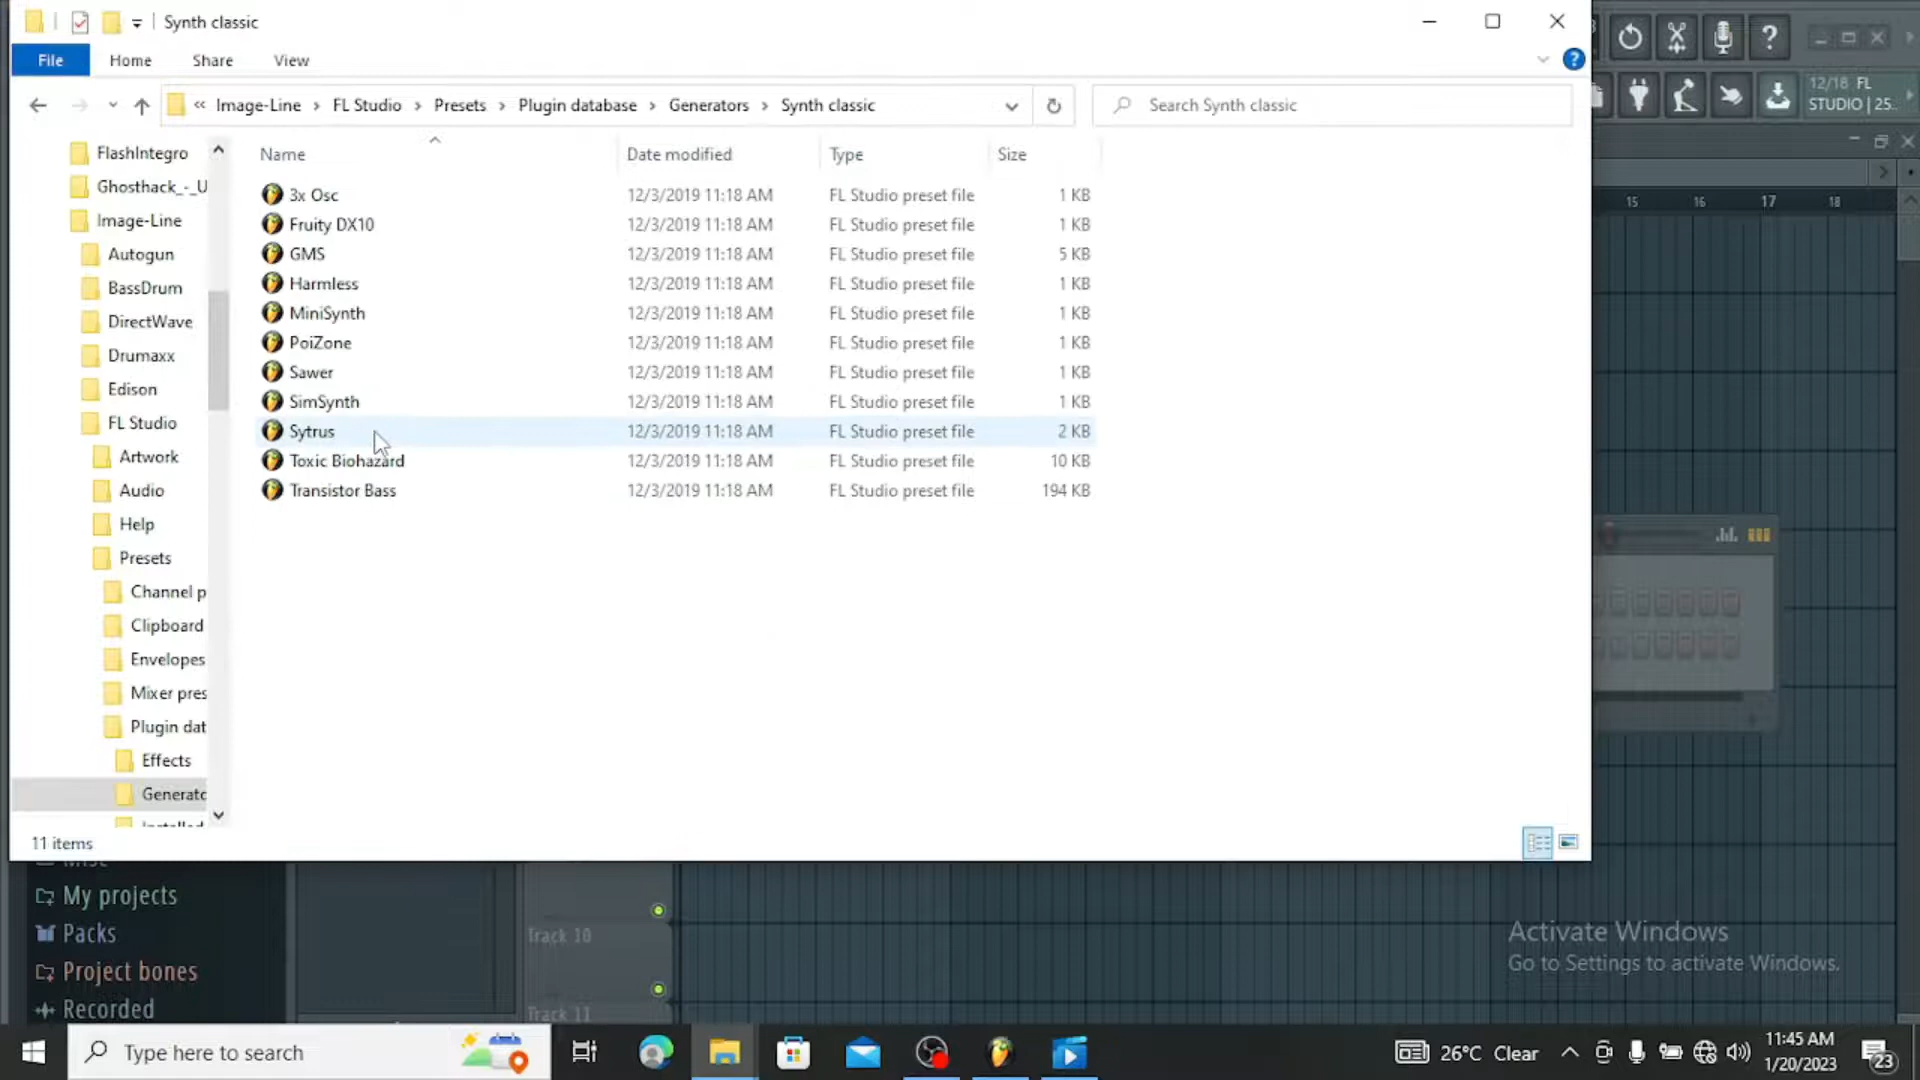 Synth classic
File
Home
Share
View
« Image-Line › FL Studio › Presets › Plugin database › Generators › Synth classic
Search Synth classic
FlashIntegro
Ghosthack_-_U
Image-Line
Autogun
BassDrum
DirectWave
Drumaxx
Edison
FL Studio
Artwork
Audio
Help
Presets
Channel p
Clipboard
Envelopes
Mixer pres
Plugin dat
Effects
Generato
Name Date modified Type Size
3x Osc 12/3/2019 11:18 AM FL Studio preset file 1 KB
Fruity DX10 12/3/2019 11:18 AM FL Studio preset file 1 KB
GMS 12/3/2019 11:18 AM FL Studio preset file 5 KB
Harmless 12/3/2019 11:18 AM FL Studio preset file 1 KB
MiniSynth 12/3/2019 11:18 AM FL Studio preset file 1 KB
PoiZone 12/3/2019 11:18 AM FL Studio preset file 1 KB
Sawer 12/3/2019 11:18 AM FL Studio preset file 1 KB
SimSynth 12/3/2019 11:18 AM FL Studio preset file 1 KB
Sytrus 12/3/2019 11:18 AM FL Studio preset file 2 KB
Toxic Biohazard 12/3/2019 11:18 AM FL Studio preset file 10 KB
Transistor Bass 12/3/2019 11:18 AM FL Studio preset file 194 KB
11 items
12/18 FL
STUDIO | 25..
15 16 17 18
My projects
Packs
Project bones
Recorded
Track 10
Track 11
Activate Windows
Go to Settings to activate Windows.
Type here to search
26°C Clear
11:45 AM
1/20/2023
23